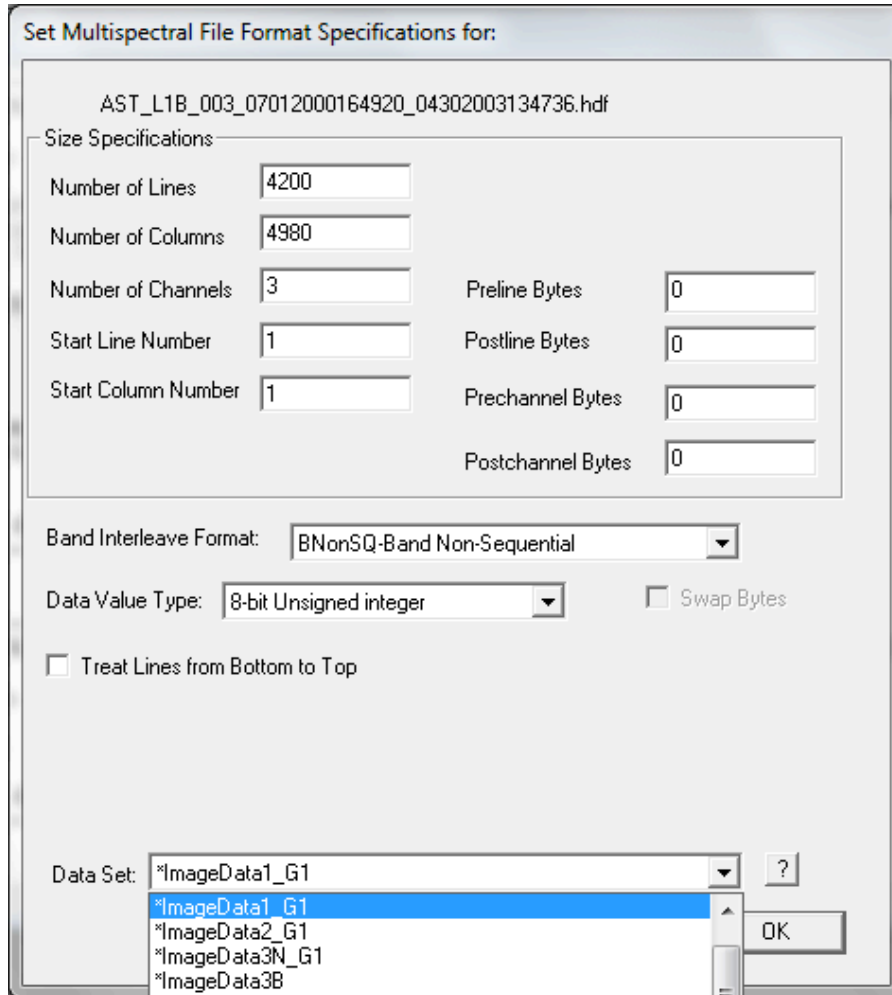 Set Multispectral File Format Specifications for:
AST_L1B_003_07012000164920_04302003134736.hdf
Size Specifications
Number of Lines 4200
Number of Columns 4980
Number of Channels 3 Preline Bytes 0
Start Line Number 1 Postline Bytes 0
Start Column Number 1 Prechannel Bytes 0
Postchannel Bytes 0
Band Interleave Format: BNonSQ-Band Non-Sequential
Data Value Type: 8-bit Unsigned integer Swap Bytes
Treat Lines from Bottom to Top
Data Set: *ImageData1_G1 ?
*ImageData1_G1
*ImageData2_G1 OK
*ImageData3N_G1
*ImageData3B